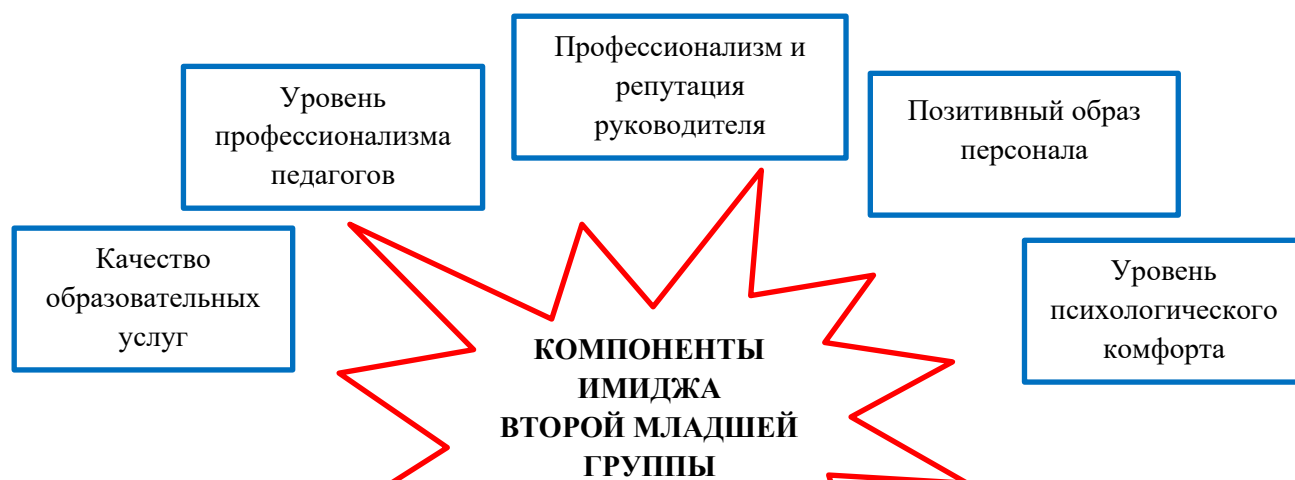 Профессионализм и
репутация
руководителя
Уровень
профессионализма
педагогов
Позитивный образ
персонала
Качество
образовательных
услуг
Уровень
психологического
комфорта
КОМПОНЕНТЫ
ИМИДЖА
ВТОРОЙ МЛАДШЕЙ
ГРУППЫ